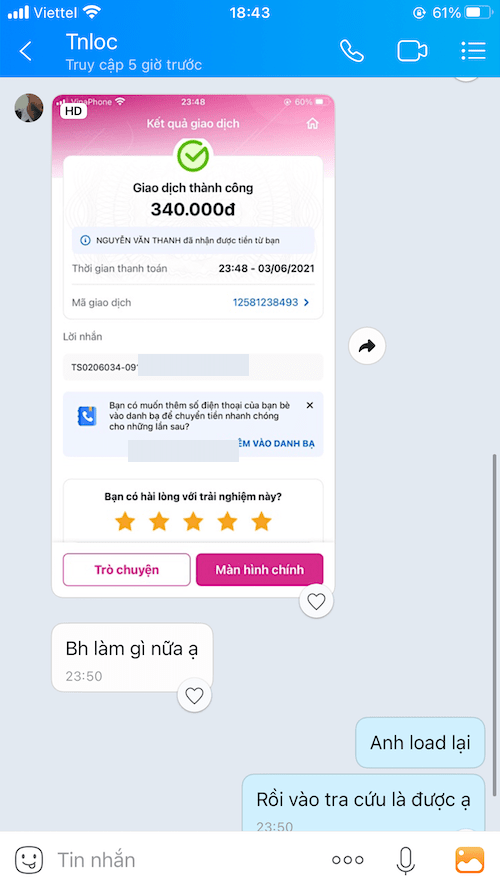 Viettel
18:43
61%
Tnloc
Truy cập 5 giờ trước
VinaPhone
23:48
60%
HD
Kết quả giao dịch
Giao dịch thành công
340.000đ
NGUYỄN VĂN THANH đã nhận được tiền từ bạn
Thời gian thanh toán
23:48 - 03/06/2021
Mã giao dịch
12581238493
Lời nhắn
TS0206034-09
Bạn có muốn thêm số điện thoại của bạn bè
vào danh bạ để chuyển tiền nhanh chóng
cho những lần sau?
ÊM VÀO DANH BẠ
Bạn có hài lòng với trải nghiệm này?
Trò chuyện
Màn hình chính
Bh làm gì nữa ạ
23:50
Anh load lại
Rồi vào tra cứu là được ạ
23:50
Tin nhắn